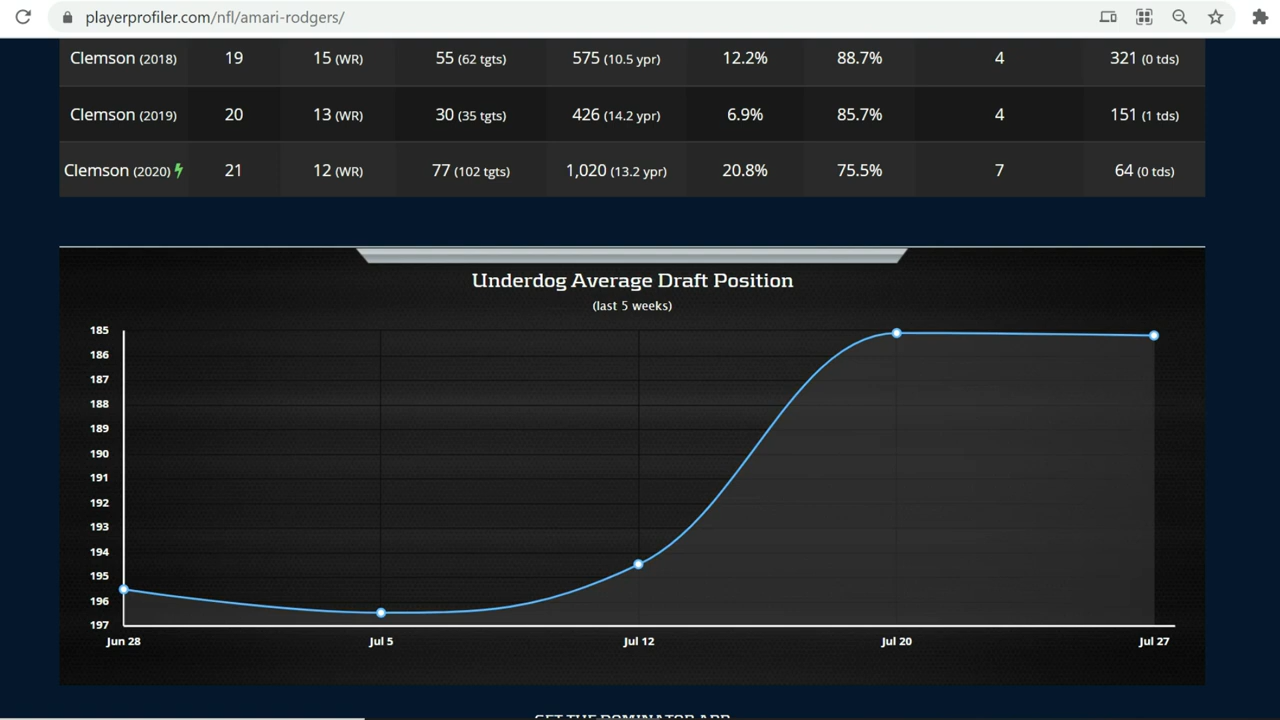 playerprofiler.com/nfl/amari-rodgers/
Clemson (2018) 19 15 (WR) 55 (62 tgts) 575 (10.5 ypr) 12.2% 88.7% 4 321 (0 tds)
Clemson (2019) 20 13 (WR) 30 (35 tgts) 426 (14.2 ypr) 6.9% 85.7% 4 151 (1 tds)
Clemson (2020) 21 12 (WR) 77 (102 tgts) 1,020 (13.2 ypr) 20.8% 75.5% 7 64 (0 tds)
Underdog Average Draft Position
(last 5 weeks)
185
186
187
188
189
190
191
192
193
194
195
196
197
Jun 28 Jul 5 Jul 12 Jul 20 Jul 27
GET THE DOMINATOR APP